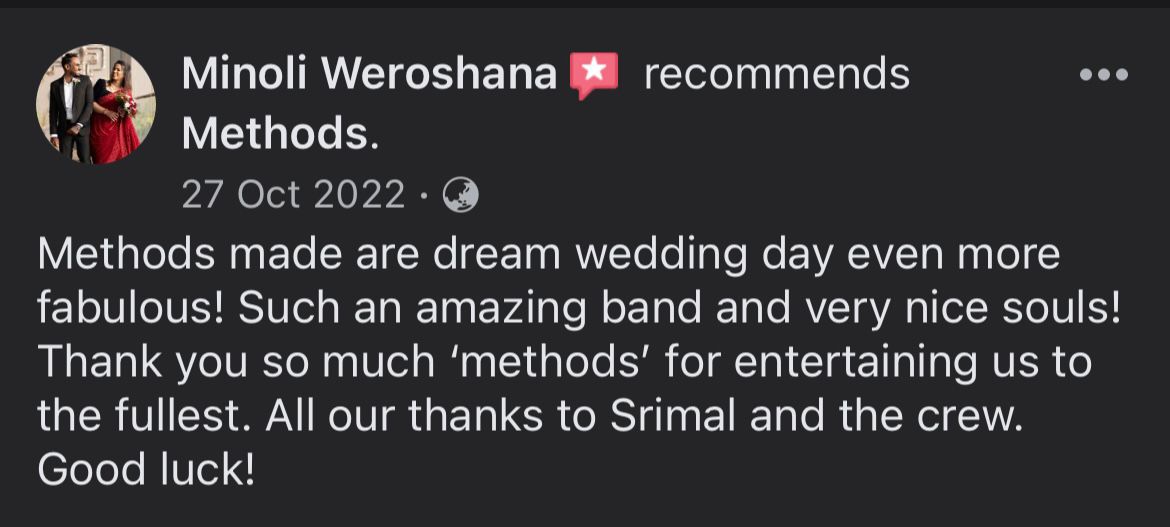 Minoli Weroshana recommends
Methods.
27 Oct 2022 ·
Methods made are dream wedding day even more
fabulous! Such an amazing band and very nice souls!
Thank you so much ‘methods’ for entertaining us to
the fullest. All our thanks to Srimal and the crew.
Good luck!